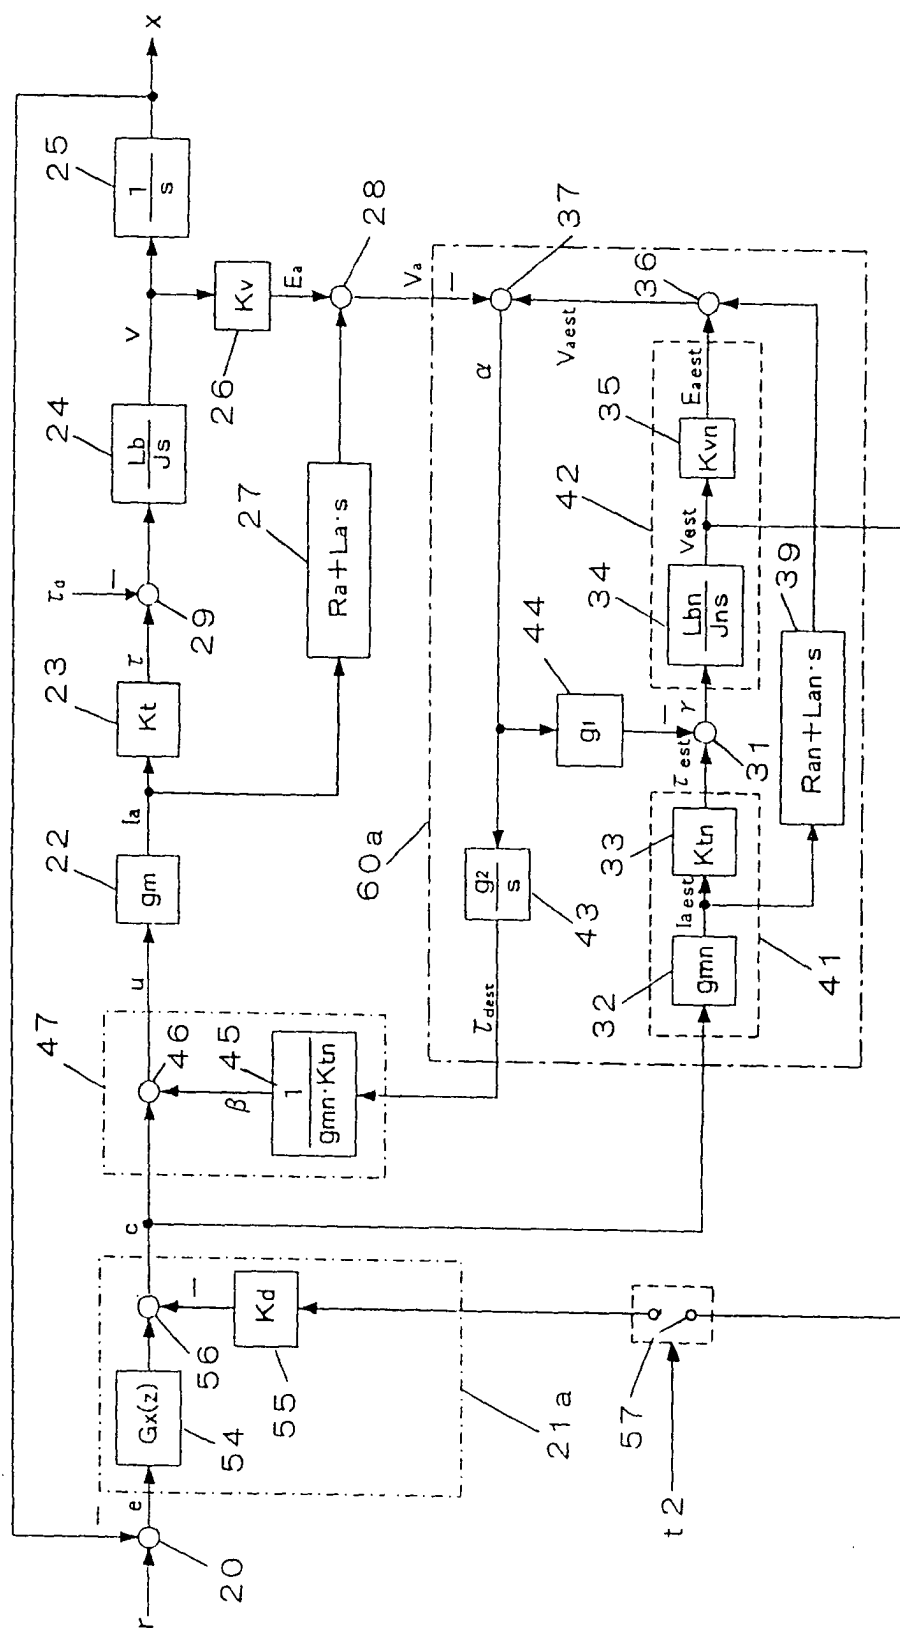 r
20
−
e
Gx(z)
54
56
−
Kd
55
21a
c
47
46
β
45
1
gmn·Ktn
u
gm
22
Ia
Kt
23
τ
τd
−
29
Lb
Js
24
v
1
s
25
x
Kv
26
Ea
28
Ra+La·s
27
Va
−
37
α
Vaest
36
60a
g2
s
43
τdest
g1
44
−
gmn
32
Iaest
Ktn
33
41
τest
31
γ
Lbn
Jns
34
Vest
42
Kvn
35
Eaest
Ran+Lan·s
39
57
t2